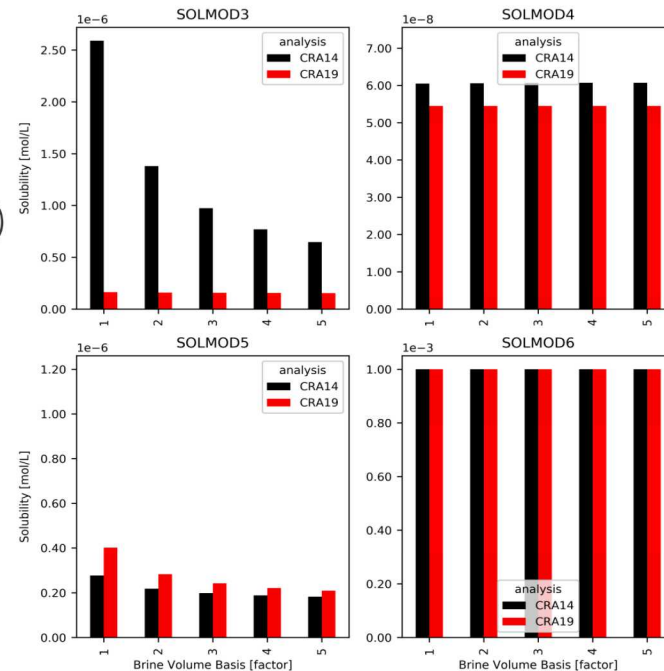 SOLMOD3
1e−6
analysis
CRA14
CRA19
2.50
2.00
1.50
1.00
0.50
0.00
Solubility [mol/L]
1
2
3
4
5
SOLMOD4
1e−8
analysis
CRA14
CRA19
7.00
6.00
5.00
4.00
3.00
2.00
1.00
0.00
1
2
3
4
5
SOLMOD5
1e−6
analysis
CRA14
CRA19
1.20
1.00
0.80
0.60
0.40
0.20
0.00
Solubility [mol/L]
1
2
3
4
5
Brine Volume Basis [factor]
SOLMOD6
1e−3
1.00
0.80
0.60
0.40
0.20
0.00
analysis
CRA14
CRA19
1
2
3
4
5
Brine Volume Basis [factor]